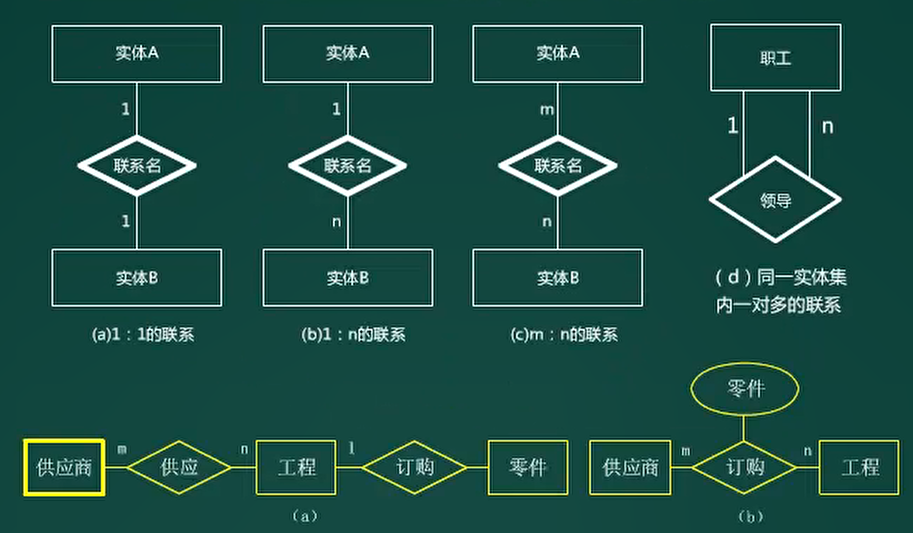 实体A
1
联系名
1
实体B
(a)1：1的联系
实体A
1
联系名
n
实体B
(b)1：n的联系
实体A
m
联系名
n
实体B
(c)m：n的联系
职工
1
n
领导
（d）同一实体集
内一对多的联系
供应商
m
供应
n
工程
1
订购
零件
（a）
零件
供应商
m
订购
n
工程
（b）